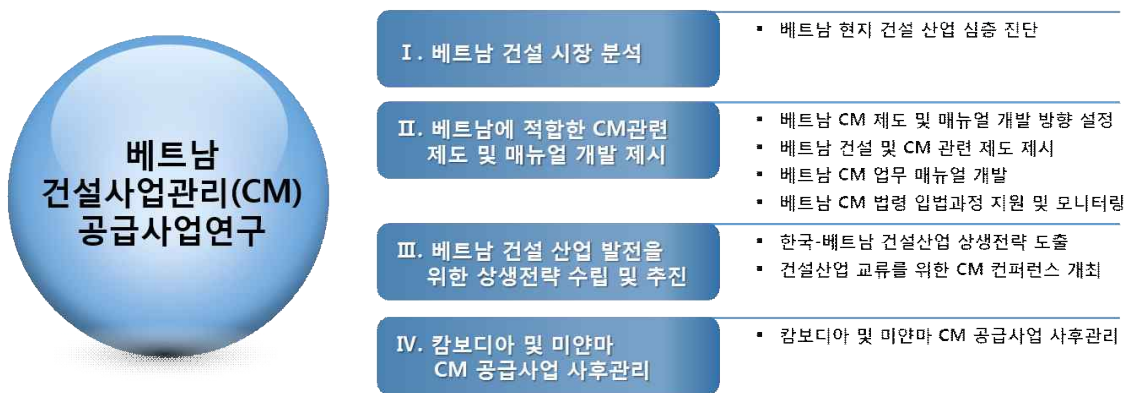 베트남
건설사업관리(CM)
공급사업연구
Ⅰ. 베트남 건설 시장 분석
▪ 베트남 현지 건설 산업 심층 진단
Ⅱ. 베트남에 적합한 CM관련
제도 및 매뉴얼 개발 제시
▪ 베트남 CM 제도 및 매뉴얼 개발 방향 설정
▪ 베트남 건설 및 CM 관련 제도 제시
▪ 베트남 CM 업무 매뉴얼 개발
▪ 베트남 CM 법령 입법과정 지원 및 모니터링
Ⅲ. 베트남 건설 산업 발전을
위한 상생전략 수립 및 추진
▪ 한국-베트남 건설산업 상생전략 도출
▪ 건설산업 교류를 위한 CM 컨퍼런스 개최
Ⅳ. 캄보디아 및 미얀마
CM 공급사업 사후관리
▪ 캄보디아 및 미얀마 CM 공급사업 사후관리